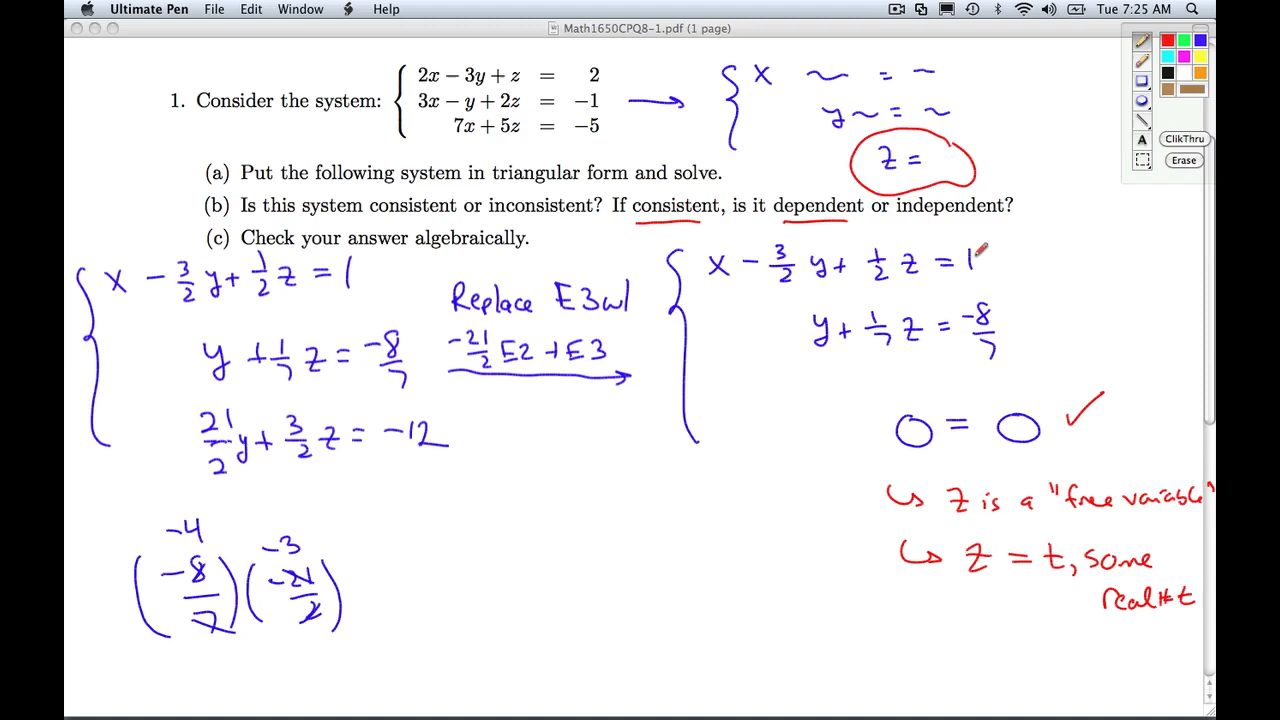 Ultimate Pen File Edit Window Help Tue 7:25 AM
Math1650CPQ8-1.pdf (1 page)
1. Consider the system: { 2x − 3y + z = 2
3x − y + 2z = −1
7x + 5z = −5
→ { x ~ = ~
y ~ = ~
z =
(a) Put the following system in triangular form and solve.
(b) Is this system consistent or inconsistent? If consistent, is it dependent or independent?
(c) Check your answer algebraically.
{ x − 3/2 y + 1/2 z = 1
y + 1/7 z = −8/7
21/2 y + 3/2 z = −12
Replace E3 w/
−21/2 E2 + E3
{ x − 3/2 y + 1/2 z = 1
y + 1/7 z = −8/7
0 = 0 ✓
↪ z is a "free variable"
↪ z = t, some
real # t
−4 −3
(−8/7)(−21/2)
ClikThru
Erase
A